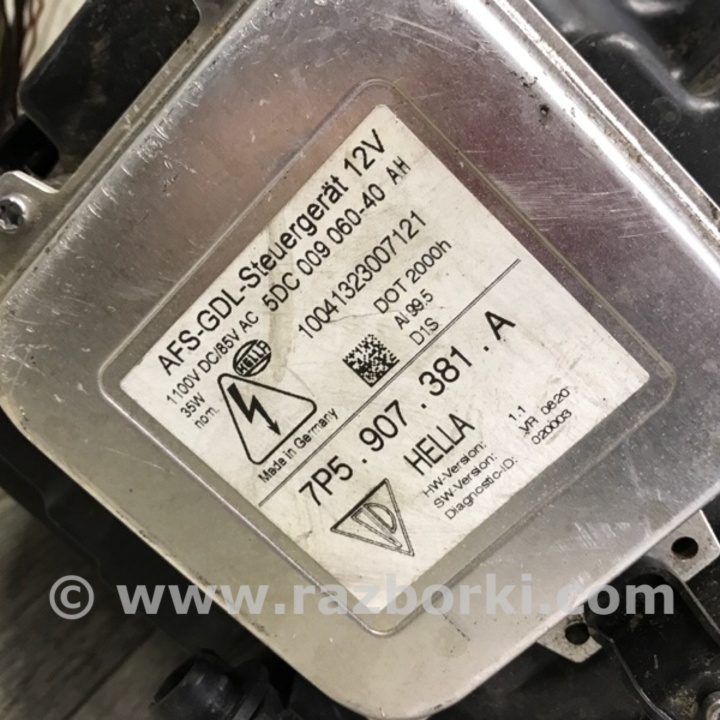 AFS-GDL-Steuergerät 12V
1100V DC/85V AC 5DC 009 060-40 AH
35W
nom.
HELLA
10041323007121
DOT 2000h
Al 99.5
D1S
Made in Germany
7P5 . 907 . 381 . A
HELLA
HW-Version: 1.1
SW-Version: VR 0820
Diagnostic-ID: 020003
© www.razborki.com